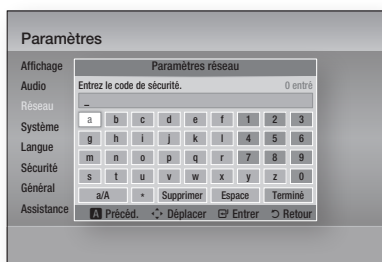 Paramètres
Affichage
Audio
Réseau
Système
Langue
Sécurité
Général
Assistance
Paramètres réseau
Entrez le code de sécurité. 0 entré
_
a b c d e f 1 2 3
g h i j k l 4 5 6
m n o p q r 7 8 9
s t u v w x y z 0
a/A * Supprimer Espace Terminé
A Précéd. Déplacer Entrer Retour